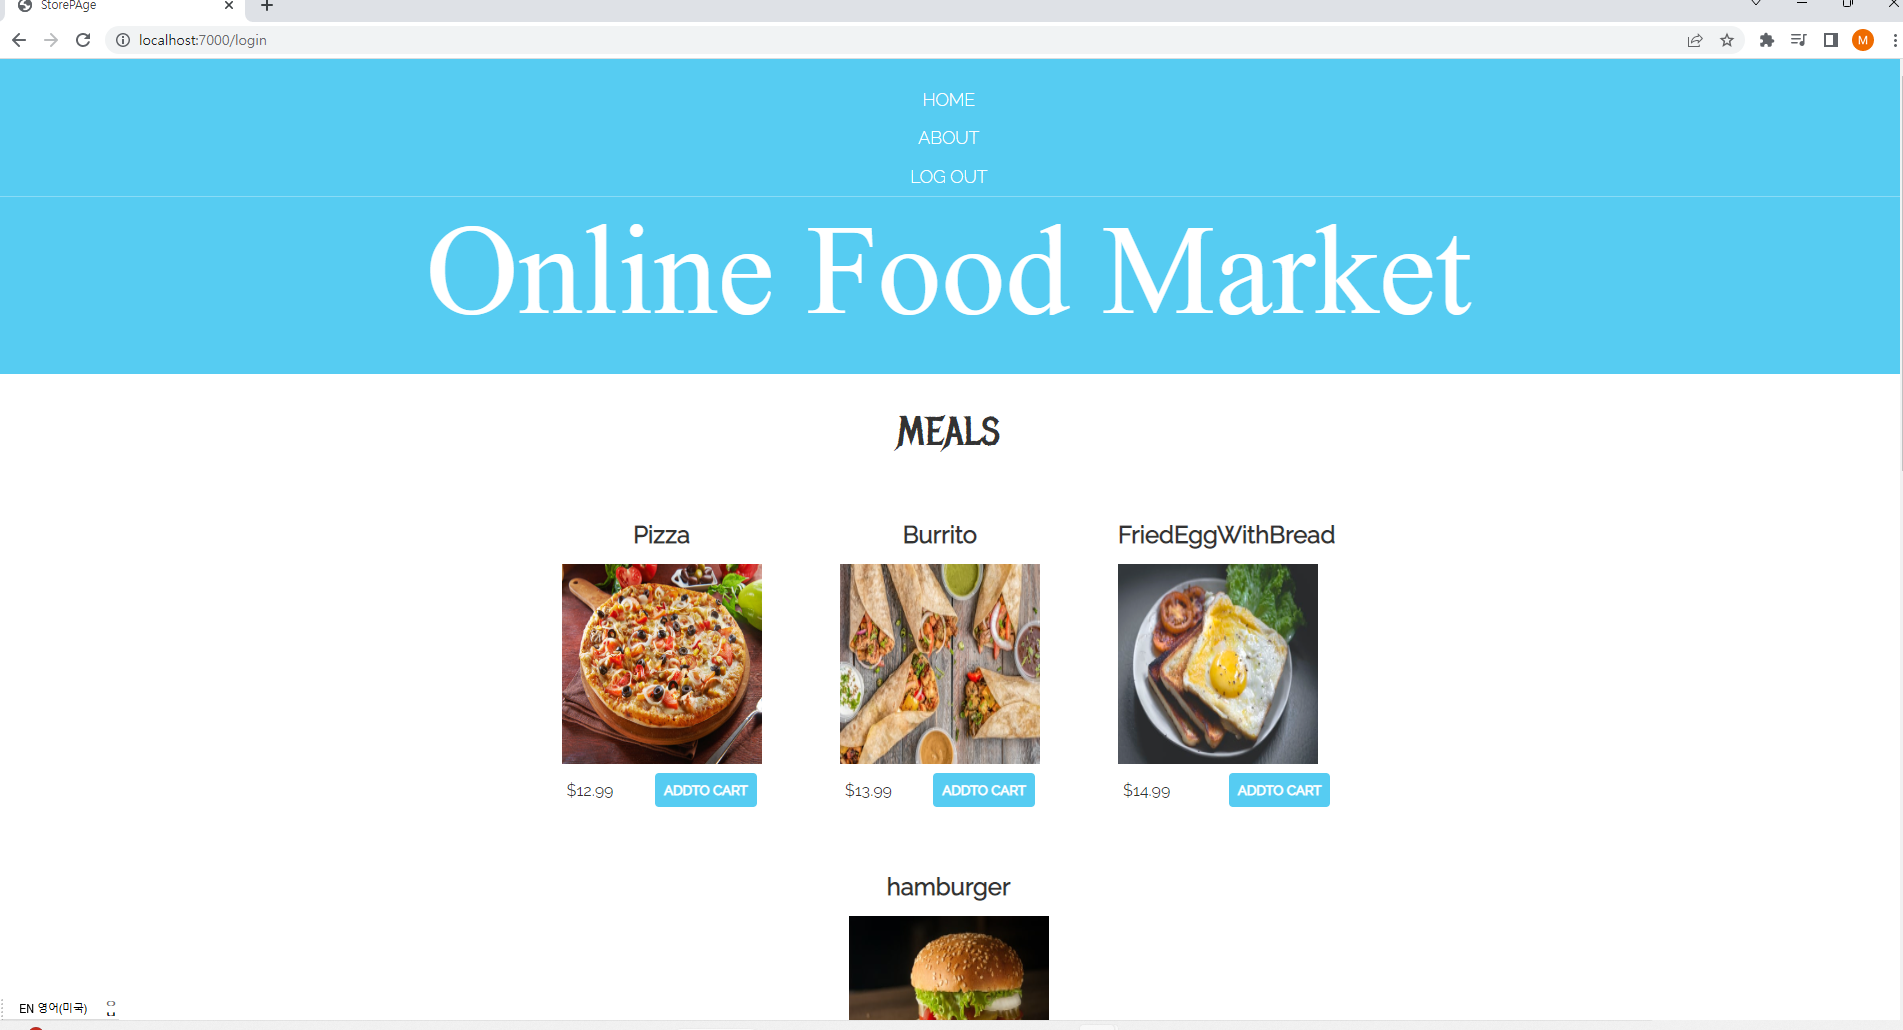 StorePAge
localhost:7000/login
M
HOME
ABOUT
LOG OUT
Online Food Market
MEALS
Pizza
Burrito
FriedEggWithBread
$12.99 ADDTO CART
$13.99 ADDTO CART
$14.99 ADDTO CART
hamburger
EN 영어(미국)